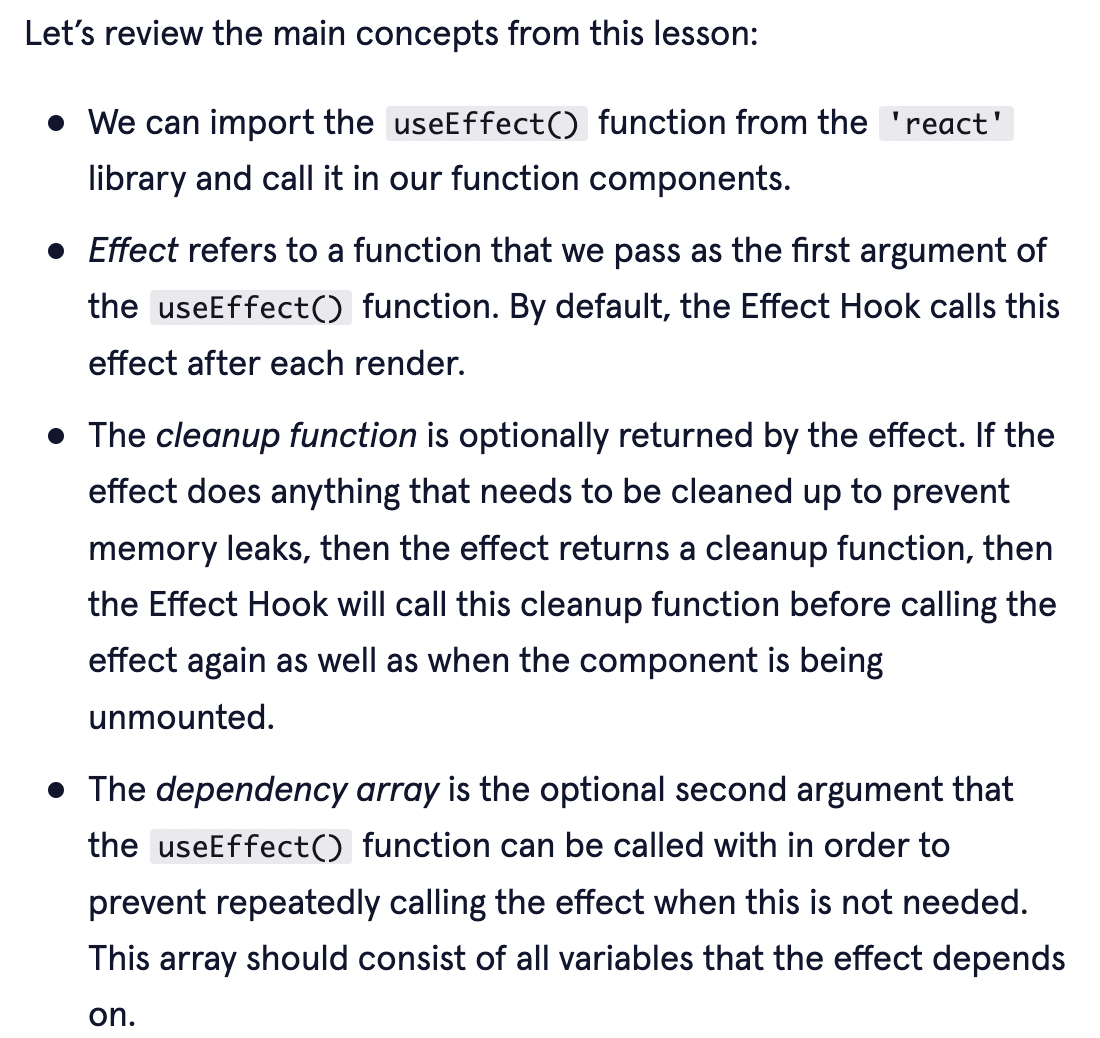 Let’s review the main concepts from this lesson:
• We can import the useEffect() function from the 'react'
library and call it in our function components.
• Effect refers to a function that we pass as the first argument of
the useEffect() function. By default, the Effect Hook calls this
effect after each render.
• The cleanup function is optionally returned by the effect. If the
effect does anything that needs to be cleaned up to prevent
memory leaks, then the effect returns a cleanup function, then
the Effect Hook will call this cleanup function before calling the
effect again as well as when the component is being
unmounted.
• The dependency array is the optional second argument that
the useEffect() function can be called with in order to
prevent repeatedly calling the effect when this is not needed.
This array should consist of all variables that the effect depends
on.